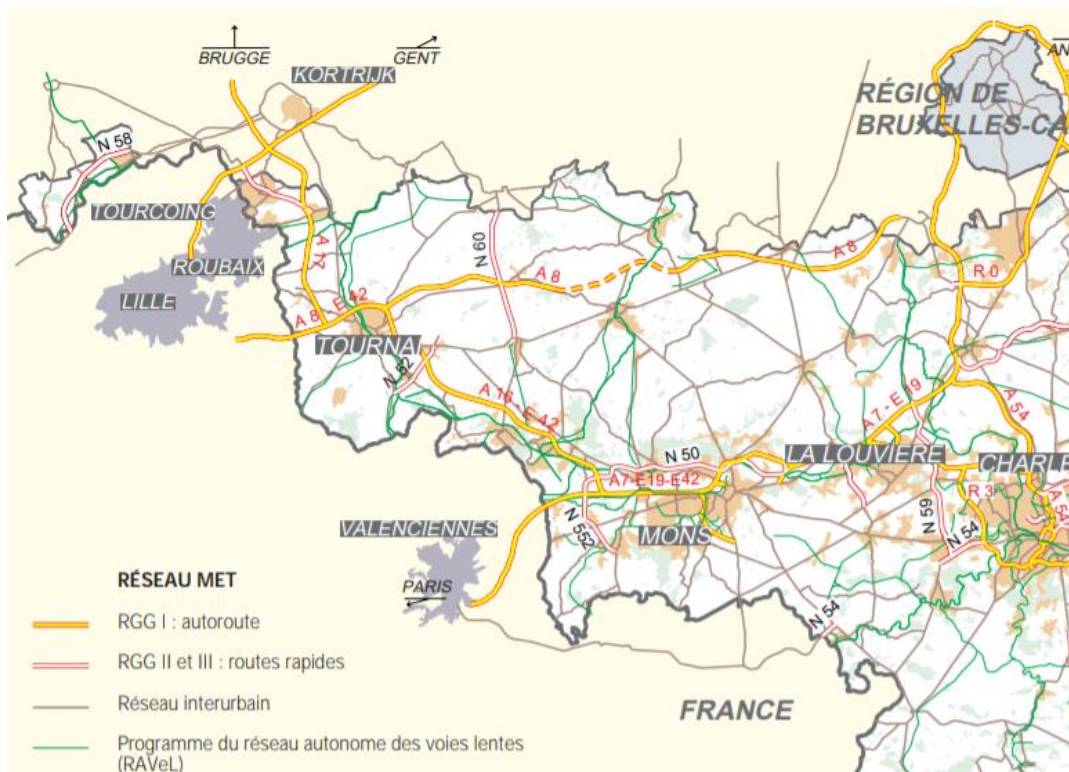 BRUGGE
GENT
KORTRIJK
AN
RÉGION DE
BRUXELLES-CA
N 58
TOURCOING
A 17
N 60
A 8
A 8
ROUBAIX
R 0
LILLE
A 8 - E 42
TOURNAI
N 52
A 16 - E 42
A 7 - E 19
A 54
N 50
LA LOUVIERE
CHARLE
A7-E19-E42
R 3
A 54
VALENCIENNES
N 552
MONS
N 59
N 54
PARIS
N 54
FRANCE
RÉSEAU MET
RGG I : autoroute
RGG II et III : routes rapides
Réseau interurbain
Programme du réseau autonome des voies lentes
(RAVeL)